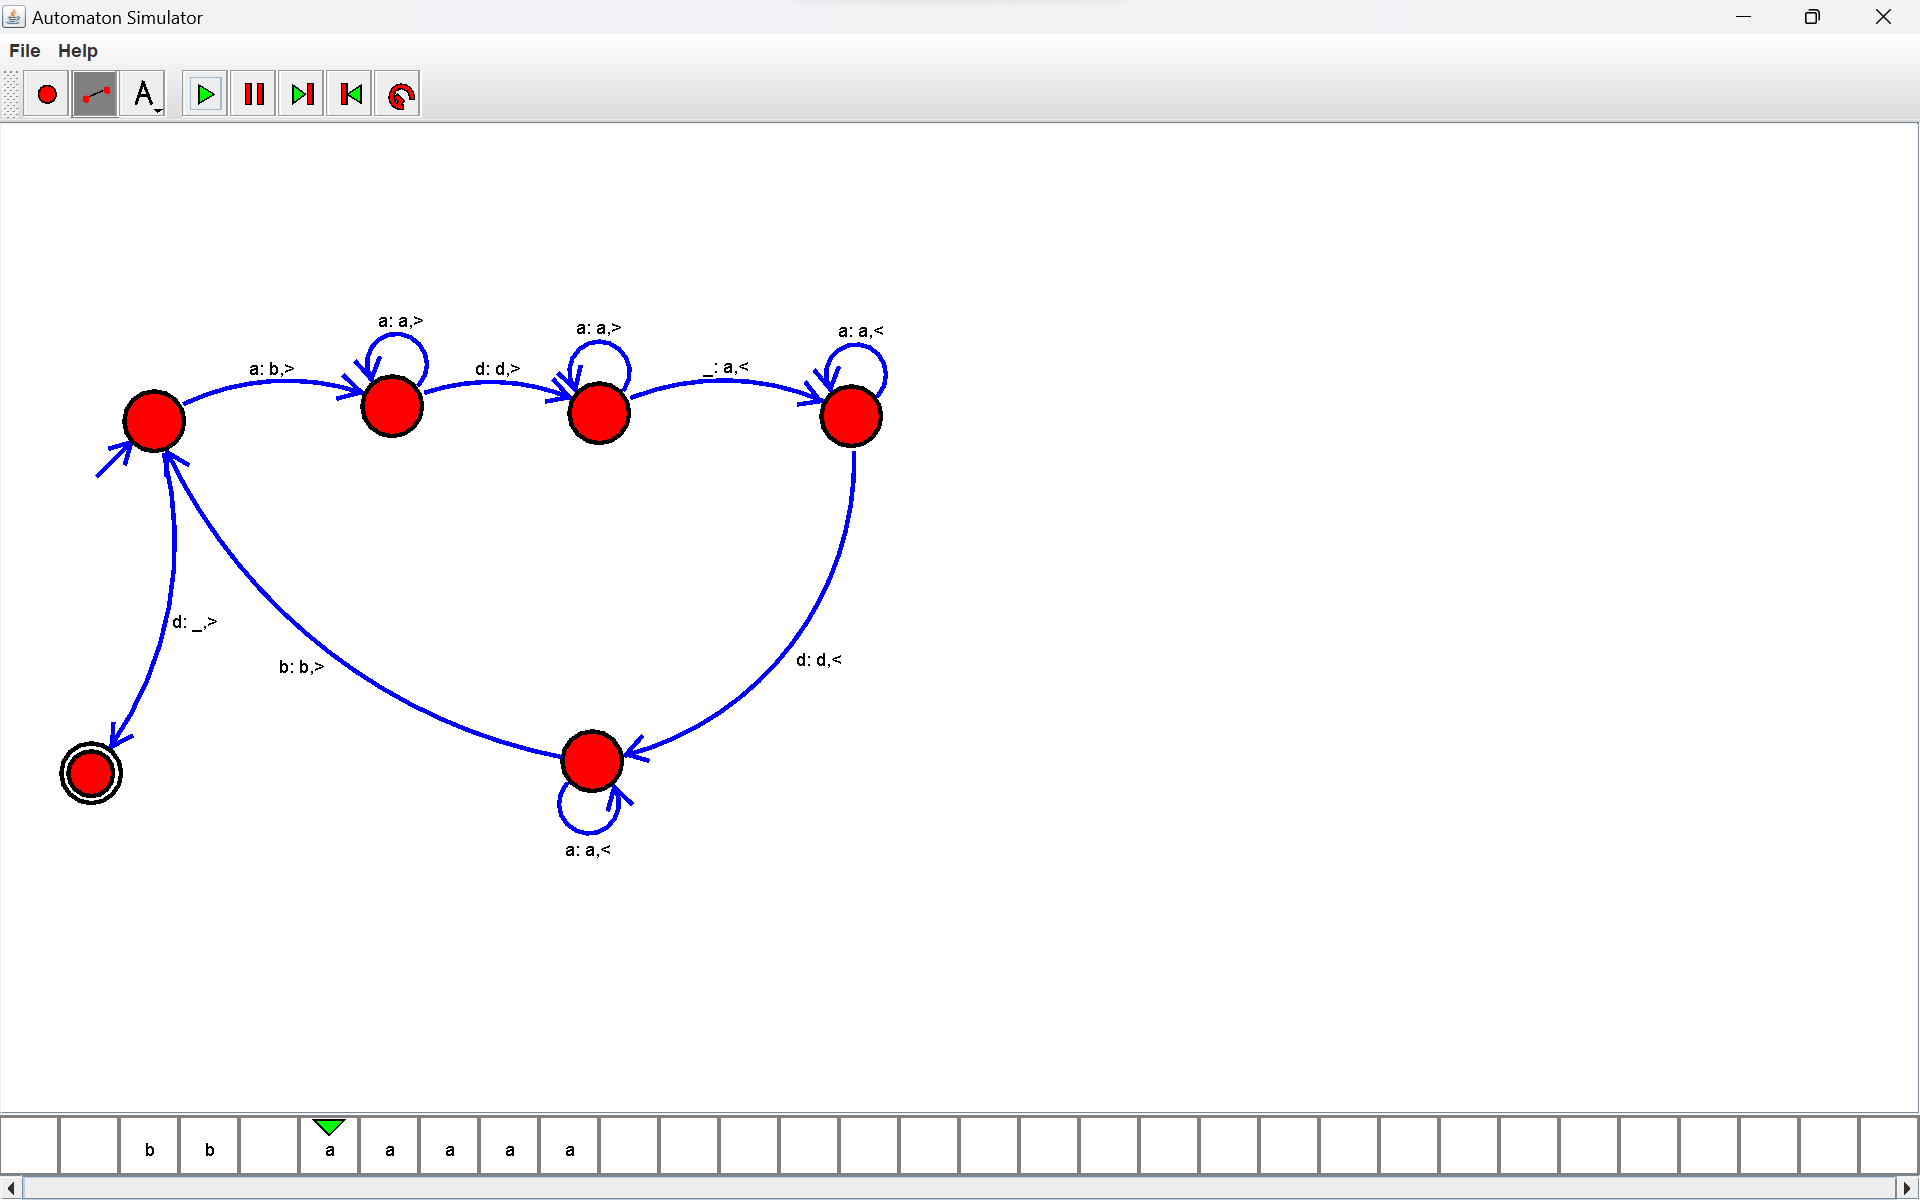 Automaton Simulator
File Help
A
a: a,>
a: a,>
a: a,<
a: b,>
d: d,>
_: a,<
d: _,>
b: b,>
d: d,<
a: a,<
b b a a a a a